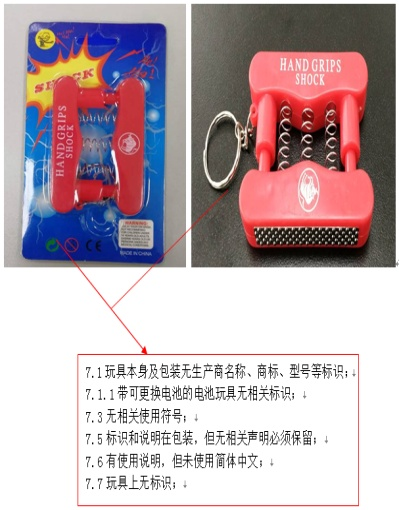 SHOCK
HAND GRIPS
SHOCK
WARNING
MADE IN CHINA
HAND GRIPS
SHOCK
7.1玩具本身及包装无生产商名称、商标、型号等标识；
7.1.1带可更换电池的电池玩具无相关标识；
7.3无相关使用符号；
7.5标识和说明在包装，但无相关声明必须保留；
7.6有使用说明，但未使用简体中文；
7.7玩具上无标识；